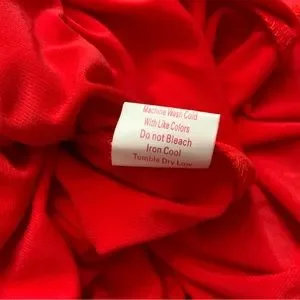 Machine Wash Cold
With Like Colors
Do not Bleach
Iron Cool
Tumble Dry Low